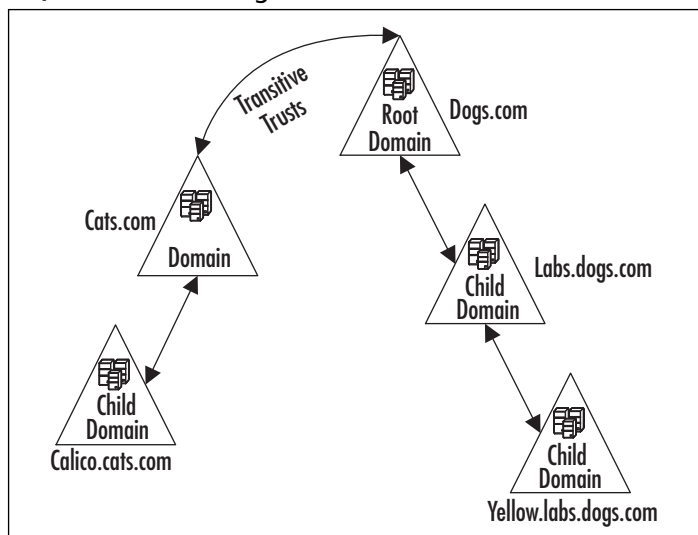 Transitive
Trusts
Root
Domain
Dogs.com
Cats.com
Domain
Labs.dogs.com
Child
Domain
Child
Domain
Calico.cats.com
Child
Domain
Yellow.labs.dogs.com